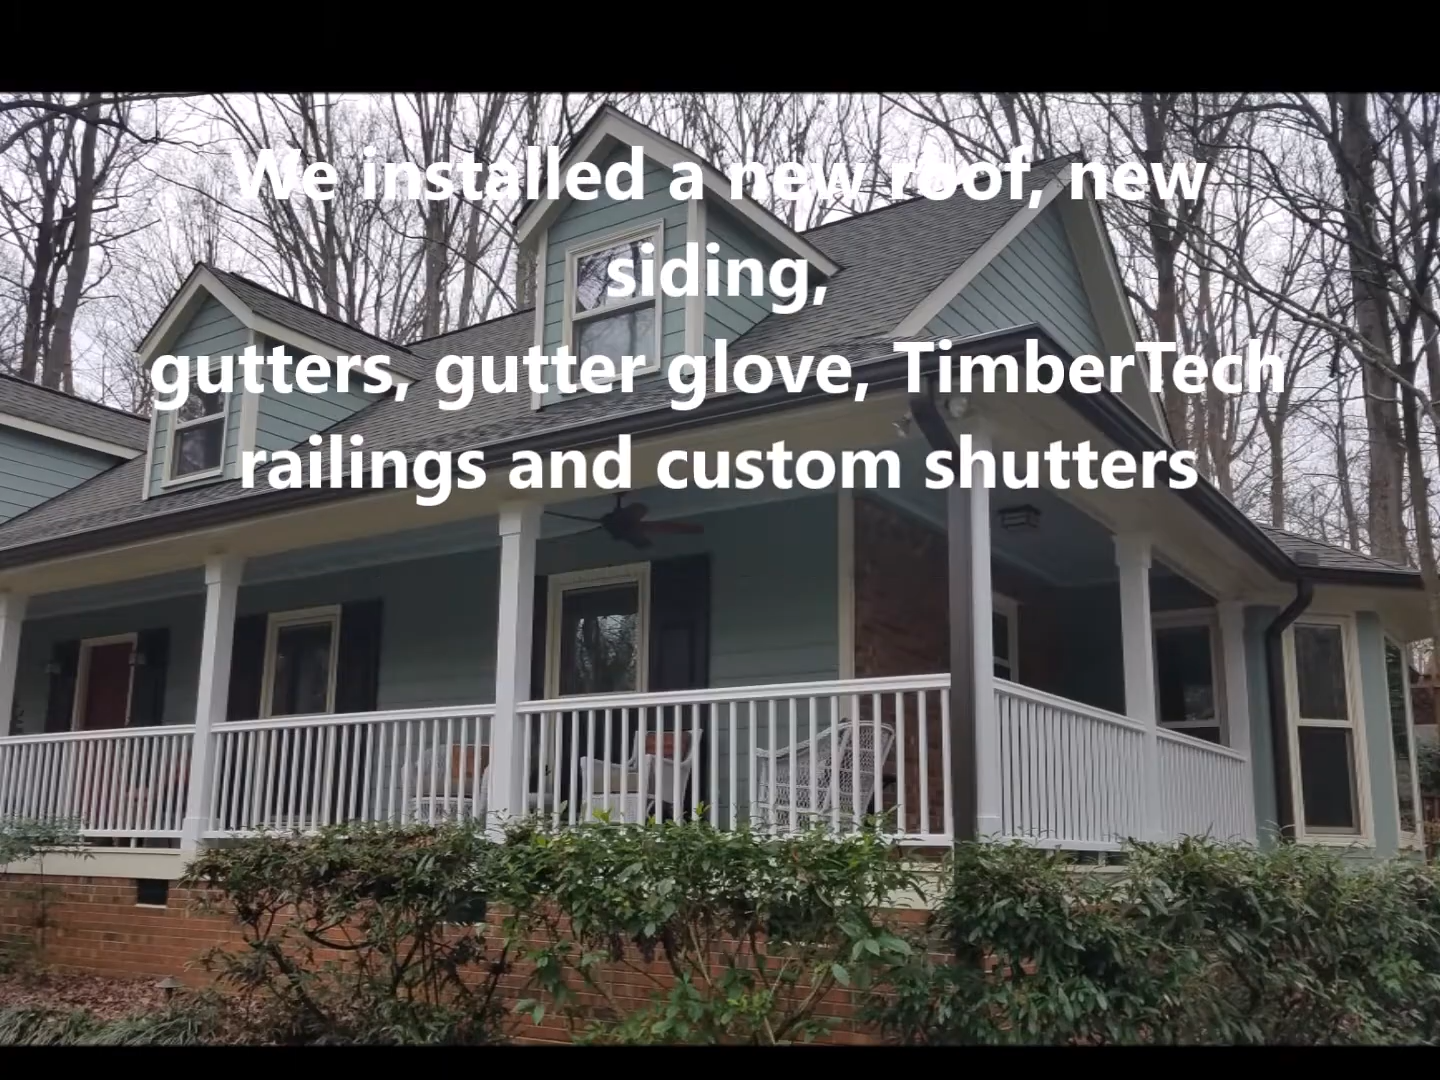 We installed a new roof, new
siding,
gutters, gutter glove, TimberTech
railings and custom shutters